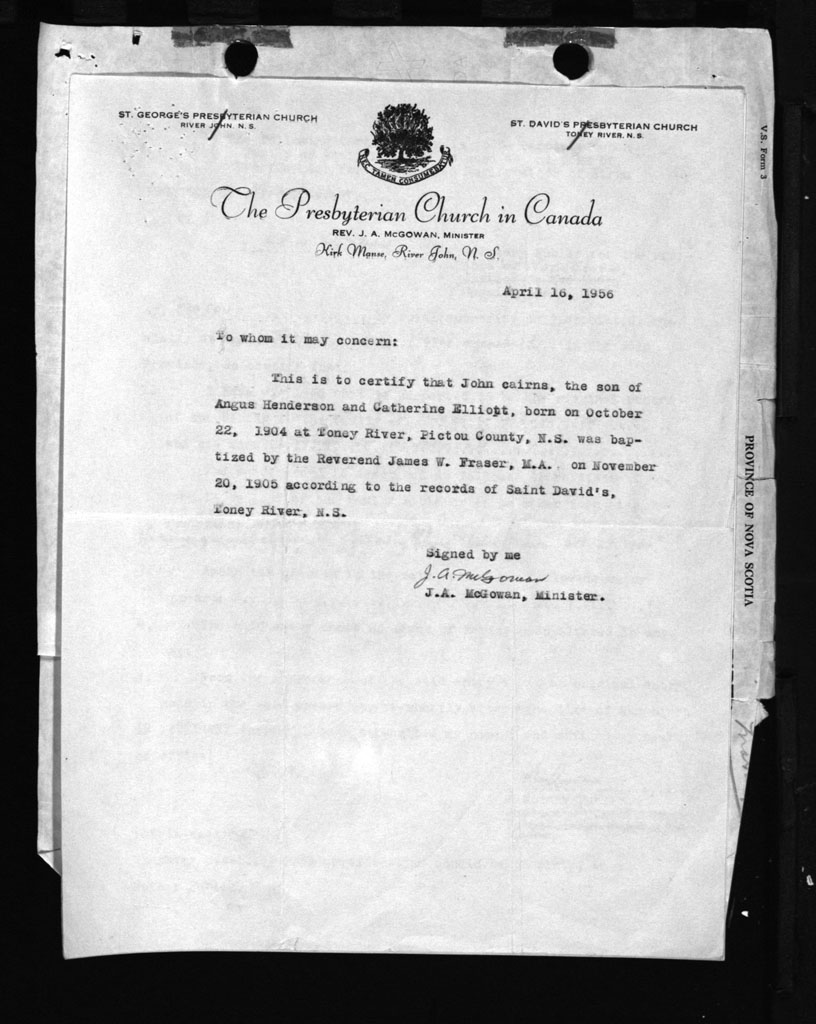 ST. GEORGE'S PRESBYTERIAN CHURCH
RIVER JOHN, N. S.
ST. DAVID'S PRESBYTERIAN CHURCH
TONEY RIVER, N. S.
NEC TAMEN CONSUMEBATUR
The Presbyterian Church in Canada
REV. J. A. McGOWAN, MINISTER
Kirk Manse, River John, N. S.
April 16, 1956
To whom it may concern:
This is to certify that John cairns, the son of
Angus Henderson and Catherine Elliott, born on October
22, 1904 at Toney River, Pictou County, N.S. was bap-
tized by the Reverend James W. Fraser, M.A. on November
20, 1905 according to the records of Saint David's,
Toney River, N.S.
Signed by me
J. A. McGowan
J.A. McGowan, Minister.
V.S. Form 3
PROVINCE OF NOVA SCOTIA